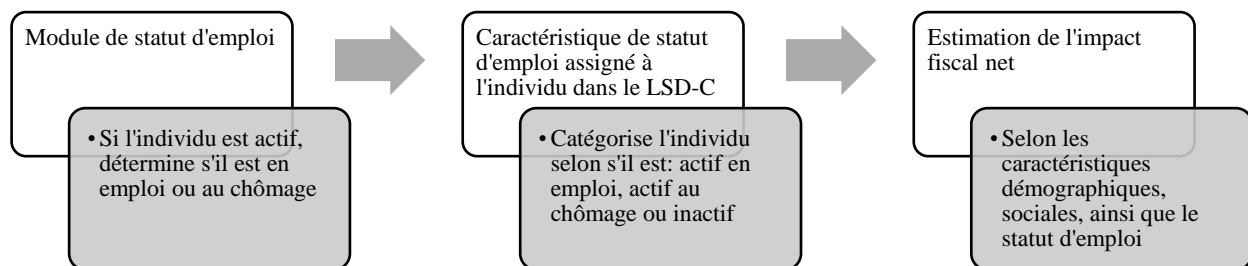 Module de statut d'emploi
• Si l'individu est actif,
détermine s'il est en
emploi ou au chômage
Caractéristique de statut
d'emploi assigné à
l'individu dans le LSD-C
• Catégorise l'individu
selon s'il est: actif en
emploi, actif au
chômage ou inactif
Estimation de l'impact
fiscal net
• Selon les
caractéristiques
démographiques,
sociales, ainsi que le
statut d'emploi